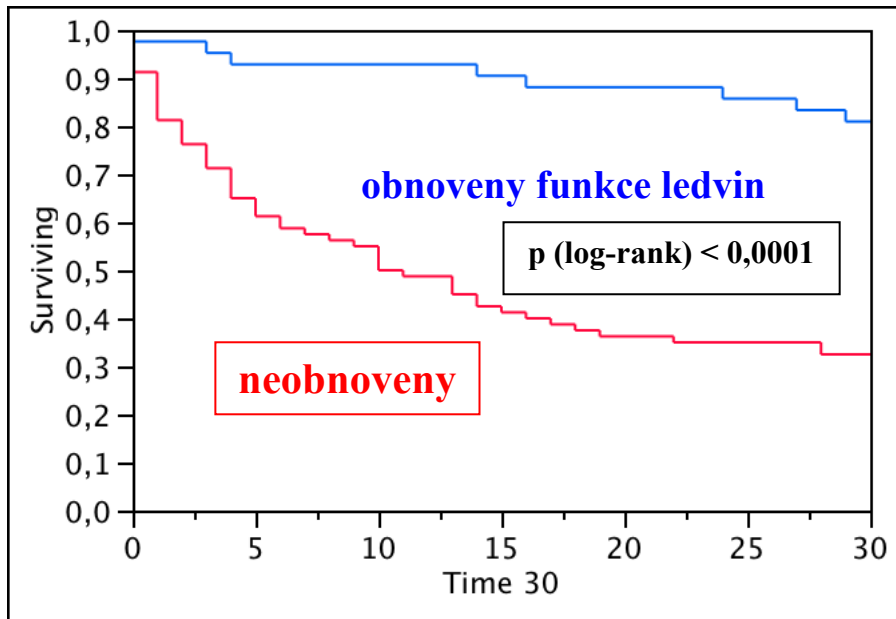 1,0
0,9
0,8
0,7
0,6
0,5
0,4
0,3
0,2
0,1
0,0
Surviving
obnoveny funkce ledvin
p (log-rank) < 0,0001
neobnoveny
0 5 10 15 20 25 30
Time 30